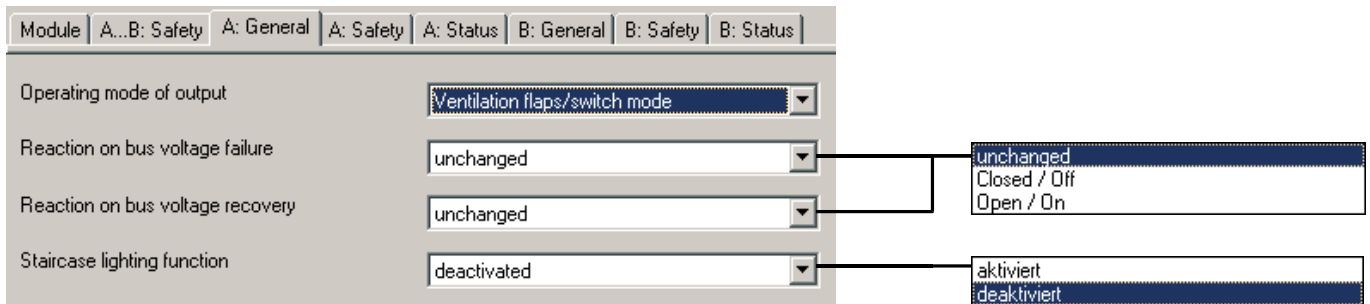 Module A...B: Safety A: General A: Safety A: Status B: General B: Safety B: Status
Operating mode of output Ventilation flaps/switch mode
Reaction on bus voltage failure unchanged
unchanged
Closed / Off
Open / On
Reaction on bus voltage recovery unchanged
Staircase lighting function deactivated
aktiviert
deaktiviert